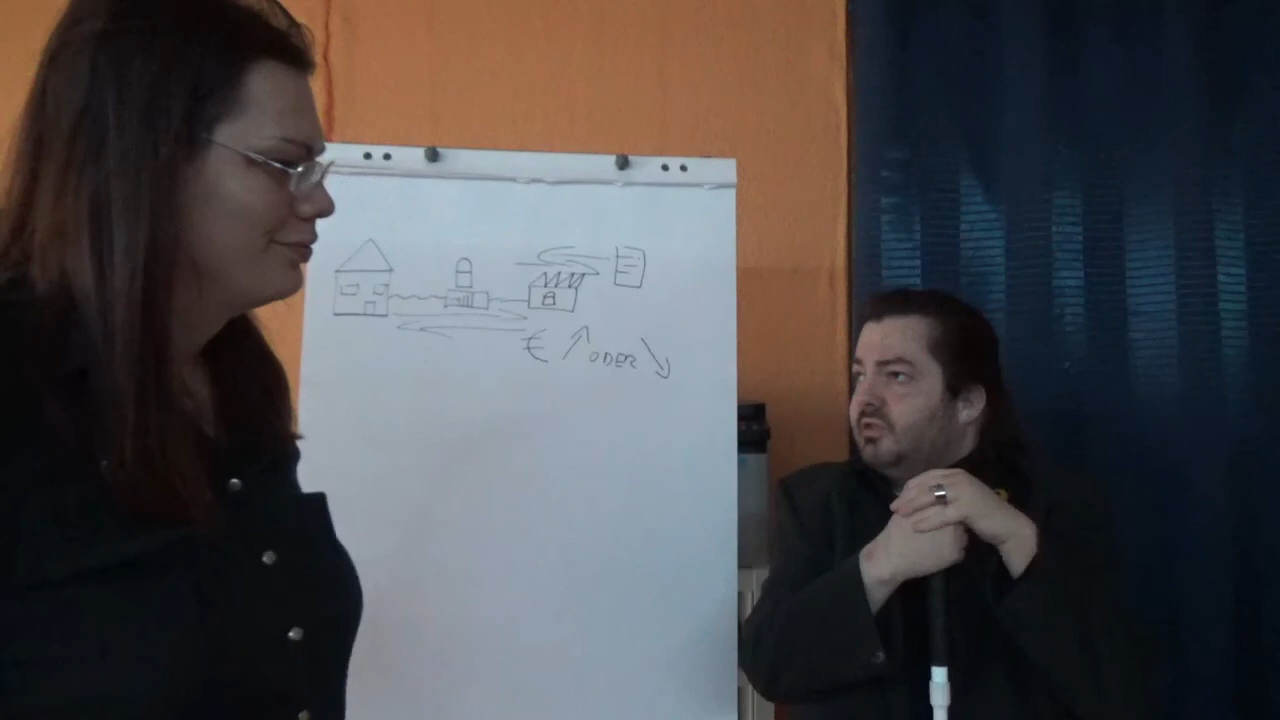 € ↗ ODER ↘